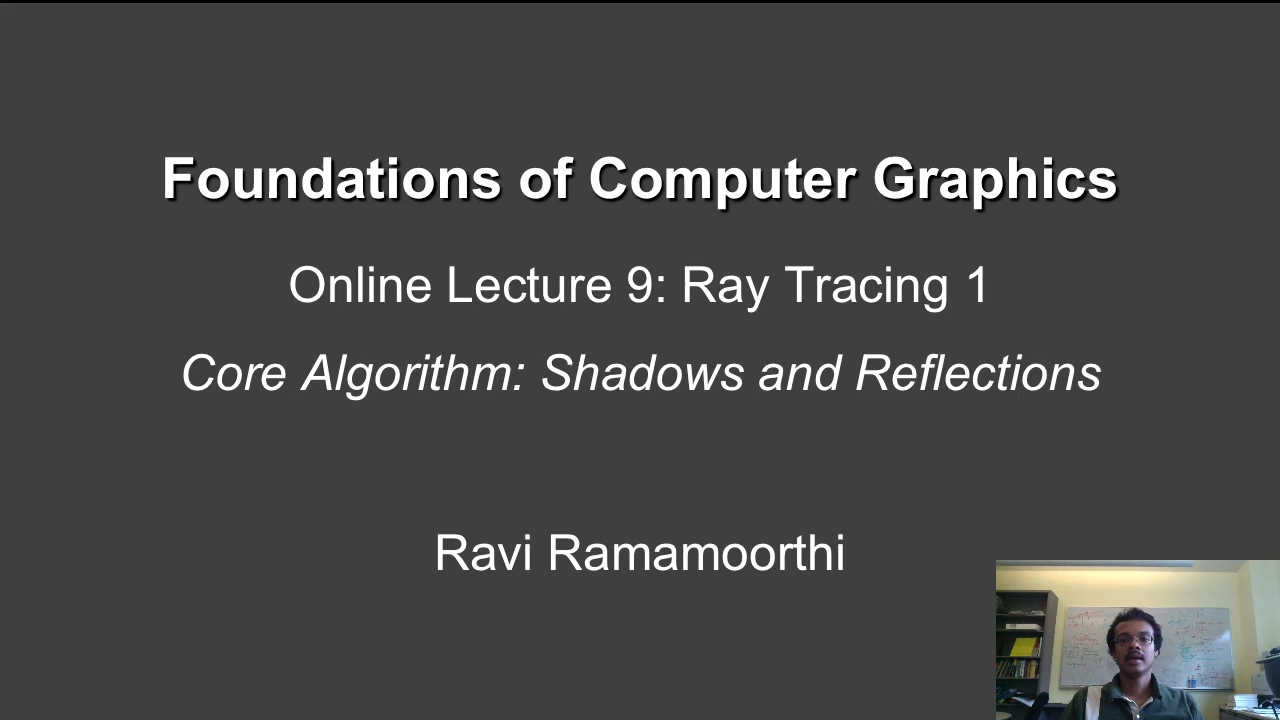 Foundations of Computer Graphics
Online Lecture 9: Ray Tracing 1
Core Algorithm: Shadows and Reflections
Ravi Ramamoorthi